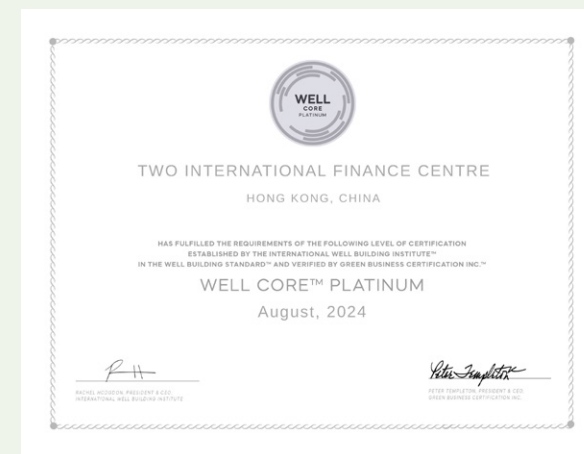 WELL
CORE
PLATINUM
TWO INTERNATIONAL FINANCE CENTRE
HONG KONG, CHINA
HAS FULFILLED THE REQUIREMENTS OF THE FOLLOWING LEVEL OF CERTIFICATION
ESTABLISHED BY THE INTERNATIONAL WELL BUILDING INSTITUTE™
IN THE WELL BUILDING STANDARD™ AND VERIFIED BY GREEN BUSINESS CERTIFICATION INC.™
WELL CORE™ PLATINUM
August, 2024
Peter Templeton
RACHEL HODGDON, PRESIDENT & CEO
INTERNATIONAL WELL BUILDING INSTITUTE
PETER TEMPLETON, PRESIDENT & CEO
GREEN BUSINESS CERTIFICATION INC.